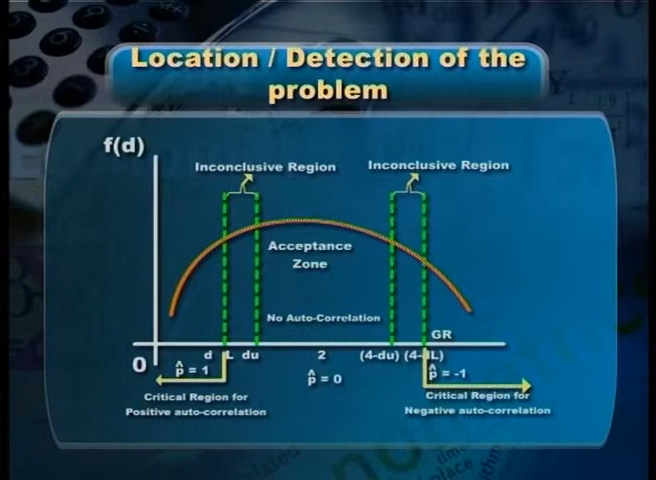 Location / Detection of the
problem
f(d)
Inconclusive Region
Inconclusive Region
Acceptance
Zone
No Auto-Correlation
GR
0
d L du 2 (4-du) (4-dL)
p̂ = 1
p̂ = 0
p̂ = -1
Critical Region for
Positive auto-correlation
Critical Region for
Negative auto-correlation